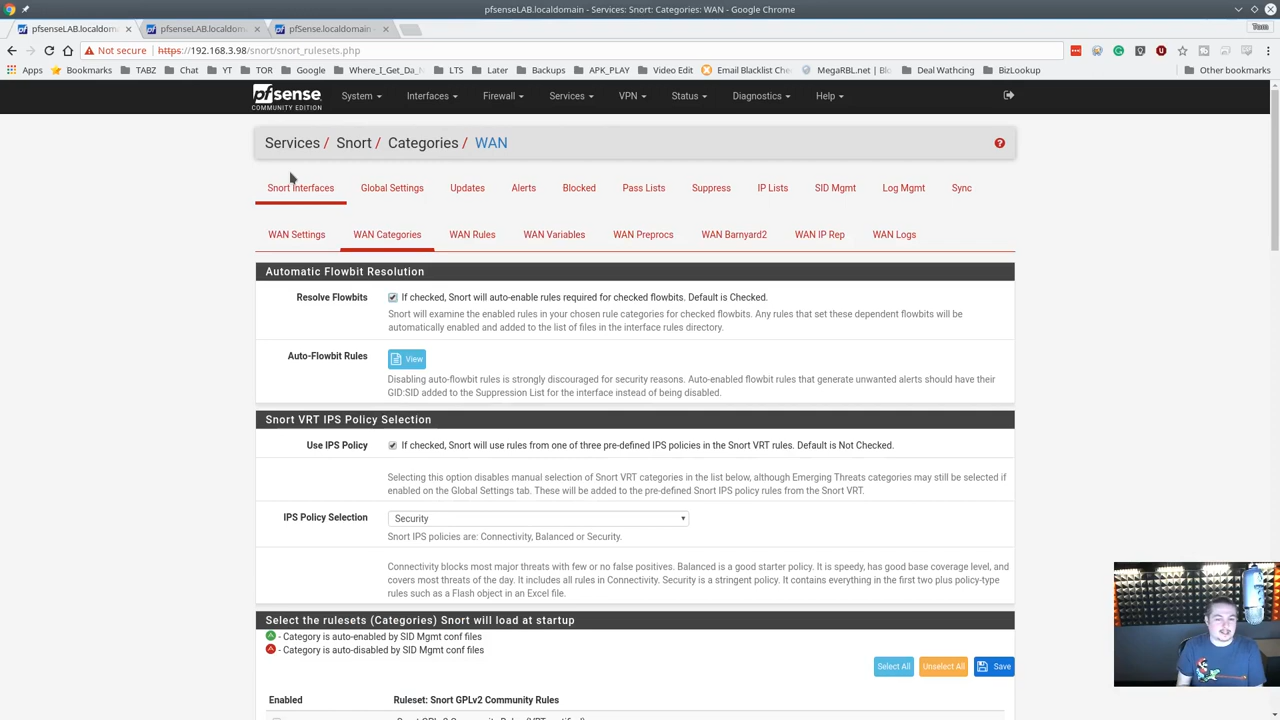 pfsenseLAB.localdomain - Services: Snort: Categories: WAN - Google Chrome
pfsenseLAB.localdom × pfsenseLAB.localdom × pfSense.localdomain - × Tom
Not secure https://192.168.3.98/snort/snort_rulesets.php
Apps Bookmarks TABZ Chat YT TOR Google Where_I_Get_Da_ LTS Later Backups APK_PLAY Video Edit Email Blacklist Che MegaRBL.net | Blo Deal Wathcing BizLookup Other bookmarks
pfsense System Interfaces Firewall Services VPN Status Diagnostics Help
COMMUNITY EDITION
Services / Snort / Categories / WAN
Snort Interfaces Global Settings Updates Alerts Blocked Pass Lists Suppress IP Lists SID Mgmt Log Mgmt Sync
WAN Settings WAN Categories WAN Rules WAN Variables WAN Preprocs WAN Barnyard2 WAN IP Rep WAN Logs
Automatic Flowbit Resolution
Resolve Flowbits If checked, Snort will auto-enable rules required for checked flowbits. Default is Checked.
Snort will examine the enabled rules in your chosen rule categories for checked flowbits. Any rules that set these dependent flowbits will be
automatically enabled and added to the list of files in the interface rules directory.
Auto-Flowbit Rules View
Disabling auto-flowbit rules is strongly discouraged for security reasons. Auto-enabled flowbit rules that generate unwanted alerts should have their
GID:SID added to the Suppression List for the interface instead of being disabled.
Snort VRT IPS Policy Selection
Use IPS Policy If checked, Snort will use rules from one of three pre-defined IPS policies in the Snort VRT rules. Default is Not Checked.
Selecting this option disables manual selection of Snort VRT categories in the list below, although Emerging Threats categories may still be selected if
enabled on the Global Settings tab. These will be added to the pre-defined Snort IPS policy rules from the Snort VRT.
IPS Policy Selection Security
Snort IPS policies are: Connectivity, Balanced or Security.
Connectivity blocks most major threats with few or no false positives. Balanced is a good starter policy. It is speedy, has good base coverage level, and
covers most threats of the day. It includes all rules in Connectivity. Security is a stringent policy. It contains everything in the first two plus policy-type
rules such as a Flash object in an Excel file.
Select the rulesets (Categories) Snort will load at startup
- Category is auto-enabled by SID Mgmt conf files
- Category is auto-disabled by SID Mgmt conf files
Select All Unselect All Save
Enabled Ruleset: Snort GPLv2 Community Rules
Snort GPLv2 Community Rules (VRT certified)